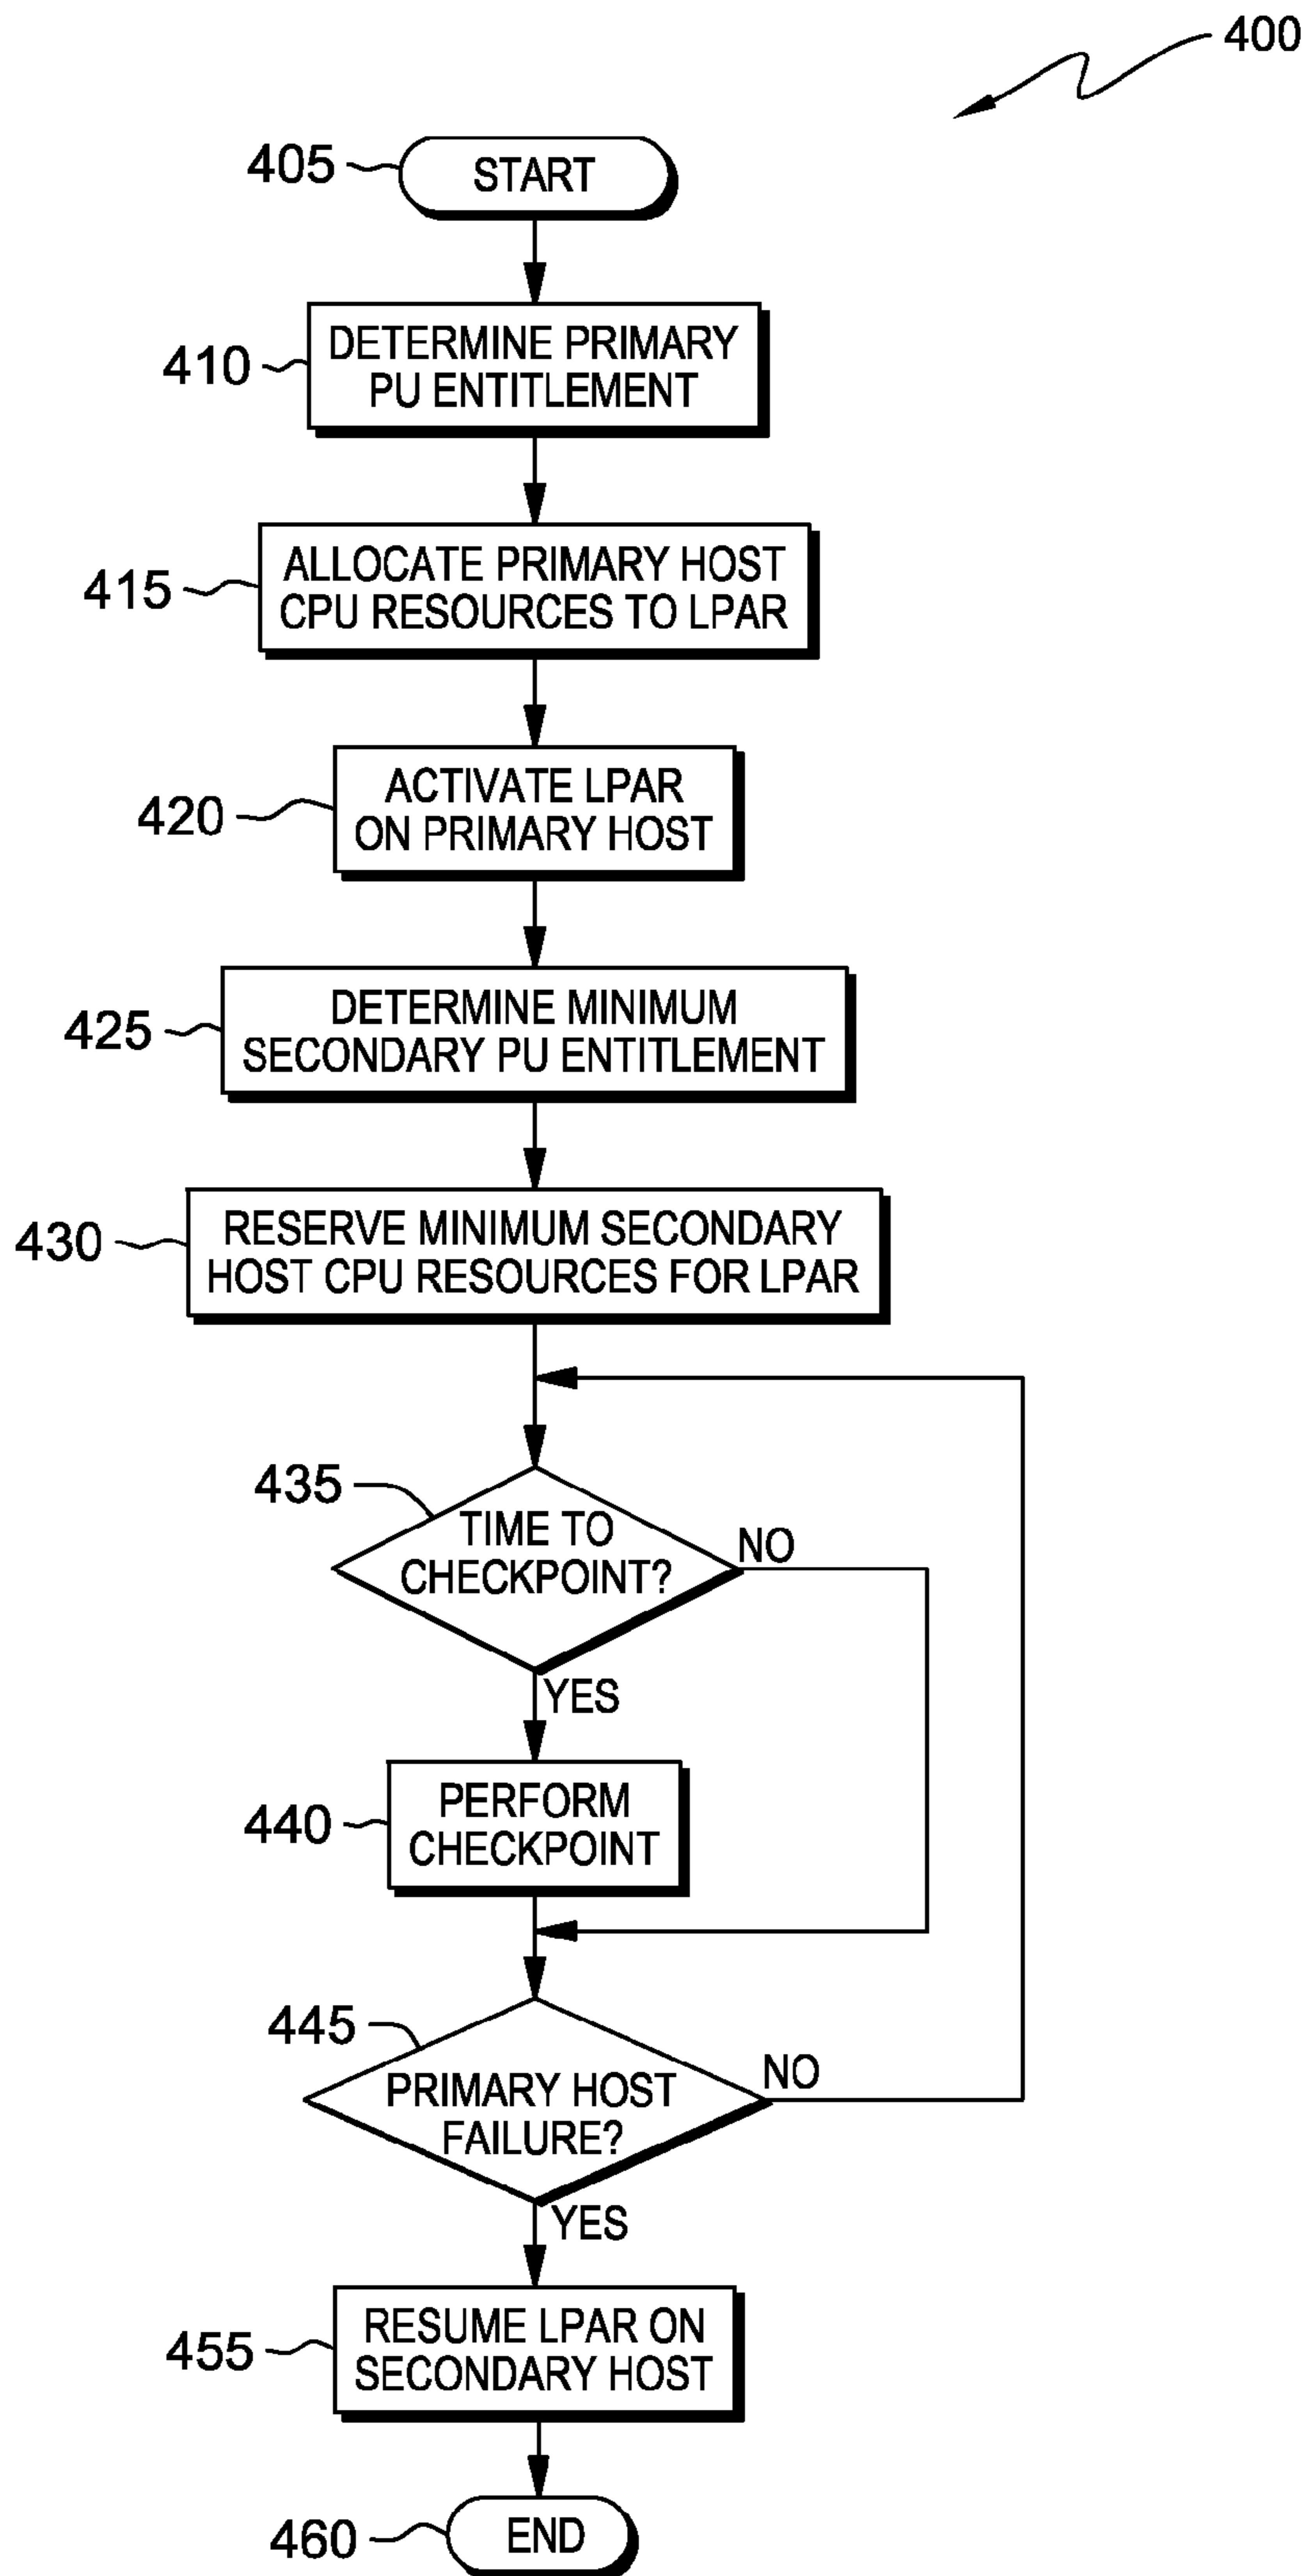 400
405
START
410
DETERMINE PRIMARY
PU ENTITLEMENT
415
ALLOCATE PRIMARY HOST
CPU RESOURCES TO LPAR
420
ACTIVATE LPAR
ON PRIMARY HOST
425
DETERMINE MINIMUM
SECONDARY PU ENTITLEMENT
430
RESERVE MINIMUM SECONDARY
HOST CPU RESOURCES FOR LPAR
435
TIME TO
CHECKPOINT?
NO
YES
440
PERFORM
CHECKPOINT
445
PRIMARY HOST
FAILURE?
NO
YES
455
RESUME LPAR ON
SECONDARY HOST
460
END